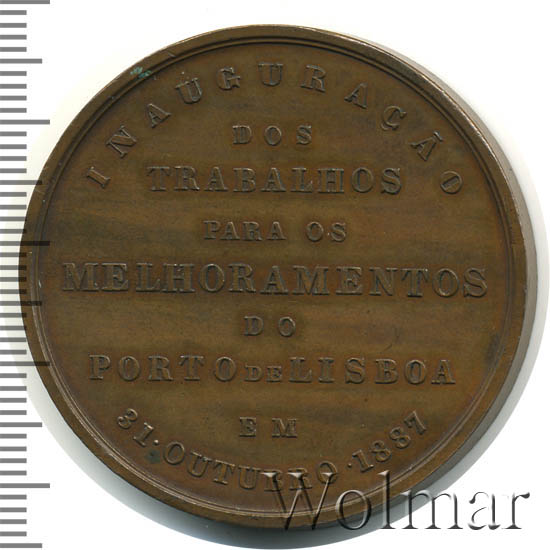 INAUGURAÇÃO
DOS
TRABALHOS
PARA OS
MELHORAMENTOS
DO
PORTO DE LISBOA
EM
31·OUTUBRO·1887
Wolmar